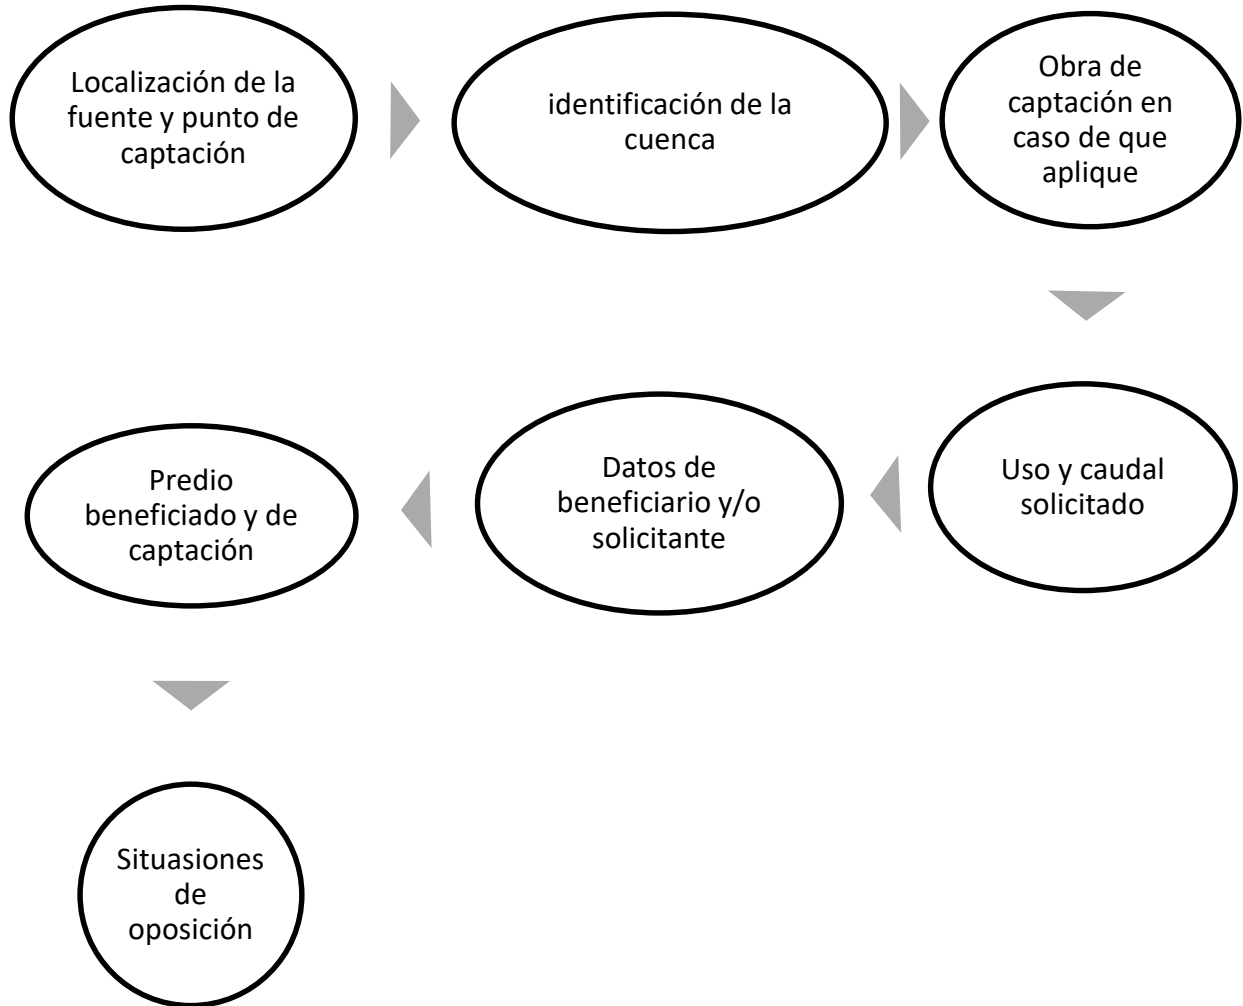 Localización de la
fuente y punto de
captación
identificación de la
cuenca
Obra de
captación en
caso de que
aplique
Uso y caudal
solicitado
Datos de
beneficiario y/o
solicitante
Predio
beneficiado y de
captación
Situasiones
de
oposición